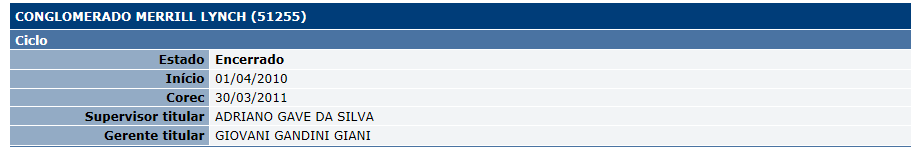 CONGLOMERADO MERRILL LYNCH (51255)
Ciclo
Estado Encerrado
Início 01/04/2010
Corec 30/03/2011
Supervisor titular ADRIANO GAVE DA SILVA
Gerente titular GIOVANI GANDINI GIANI